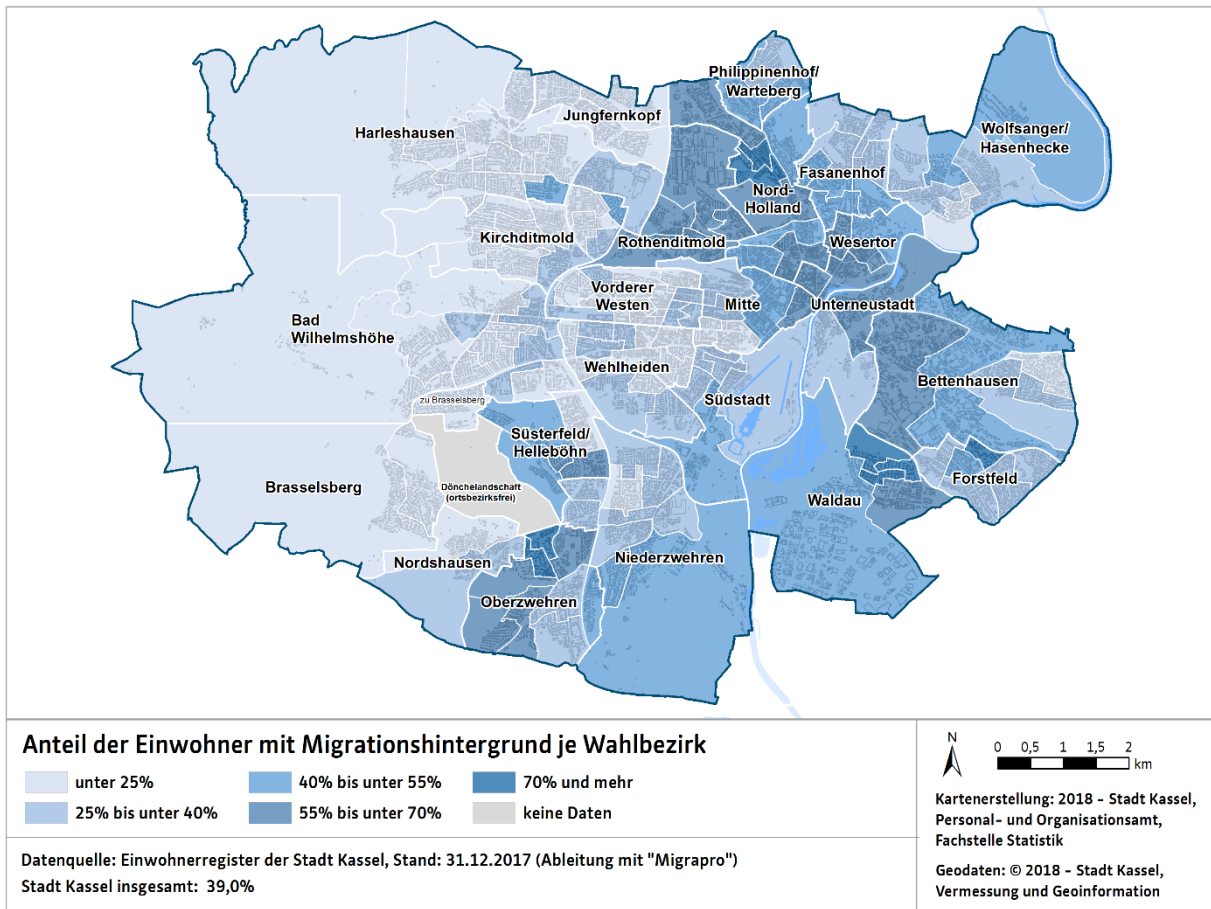 Philippinenhof/
Warteberg
Jungfernkopf
Harleshausen
Wolfsanger/
Hasenhecke
Fasanenhof
Nord-
Holland
Kirchditmold
Rothenditmold
Wesertor
Vorderer
Westen
Mitte
Unterneustadt
Bad
Wilhelmshöhe
Wehlheiden
Bettenhausen
zu Brasselsberg
Südstadt
Süsterfeld/
Helleböhn
Brasselsberg
Dönchelandschaft
(ortsbezirksfrei)
Forstfeld
Waldau
Nordshausen
Niederzwehren
Oberzwehren
Anteil der Einwohner mit Migrationshintergrund je Wahlbezirk
unter 25%
40% bis unter 55%
70% und mehr
25% bis unter 40%
55% bis unter 70%
keine Daten
Datenquelle: Einwohnerregister der Stadt Kassel, Stand: 31.12.2017 (Ableitung mit "Migrapro")
Stadt Kassel insgesamt: 39,0%
N
0 0,5 1 1,5 2
km
Kartenerstellung: 2018 - Stadt Kassel,
Personal- und Organisationsamt,
Fachstelle Statistik
Geodaten: © 2018 - Stadt Kassel,
Vermessung und Geoinformation